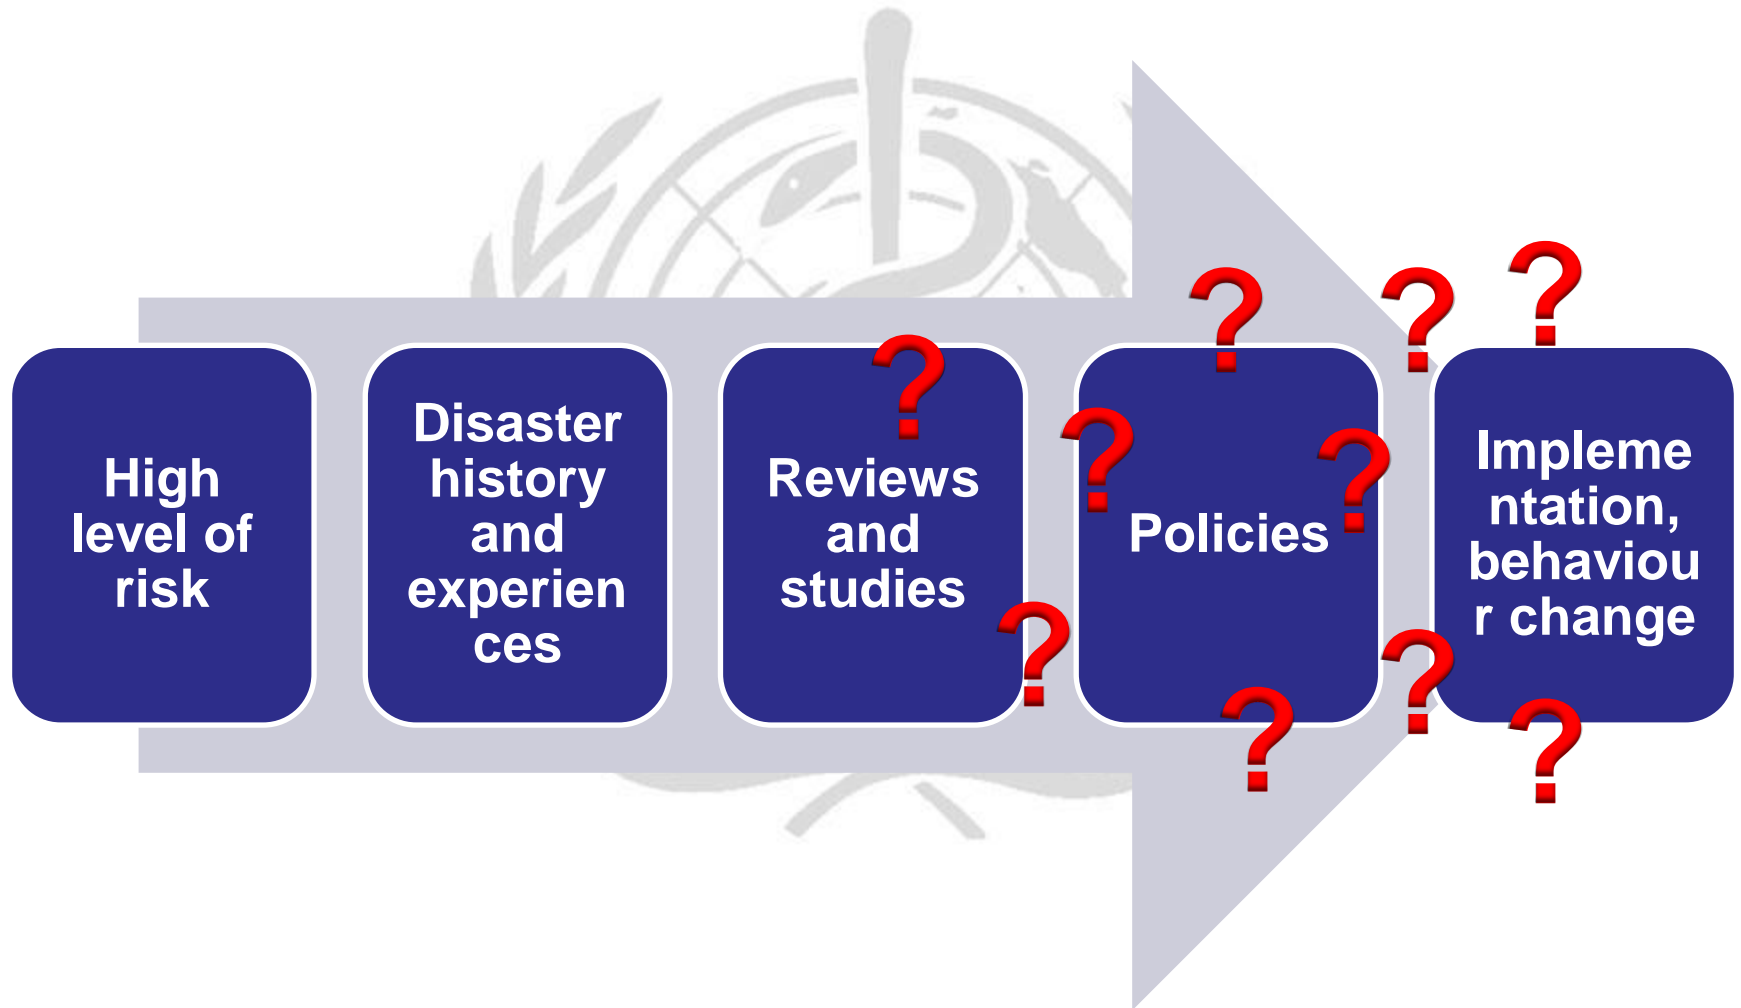 High
level of
risk
Disaster
history
and
experien
ces
Reviews
and
studies
Policies
Impleme
ntation,
behaviou
r change
?
?
?
?
?
?
?
?
?
?
?